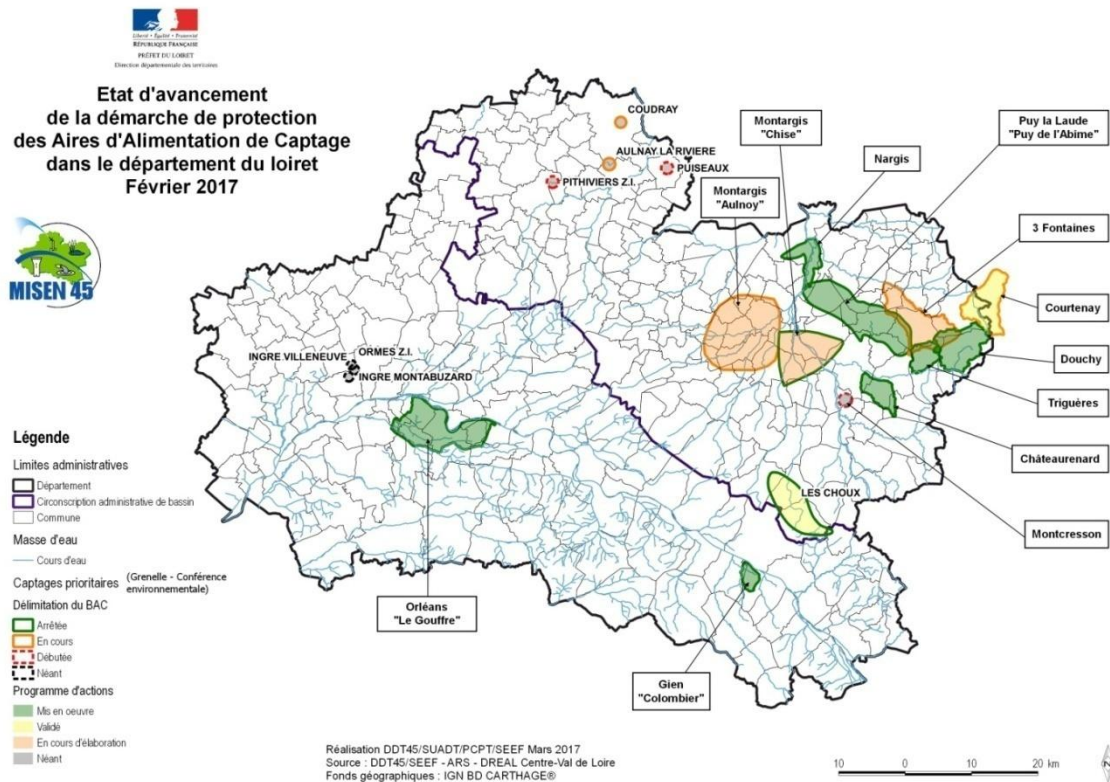 Liberté • Égalité • Fraternité
RÉPUBLIQUE FRANÇAISE
PRÉFET DU LOIRET
Direction départementale des territoires
Etat d'avancement
de la démarche de protection
des Aires d'Alimentation de Captage
dans le département du loiret
Février 2017
MISEN 45
COUDRAY
AULNAY LA RIVIERE
PUISEAUX
PITHIVIERS Z.I.
Montargis
"Chise"
Puy la Laude
"Puy de l'Abime"
Nargis
Montargis
"Aulnoy"
3 Fontaines
Courtenay
Douchy
Triguères
Châteaurenard
Montcresson
INGRE VILLENEUVE
ORMES Z.I.
INGRE MONTABUZARD
LES CHOUX
Orléans
"Le Gouffre"
Gien
"Colombier"
Légende
Limites administratives
Département
Circonscription administrative de bassin
Commune
Masse d'eau
Cours d'eau
Captages prioritaires (Grenelle - Conférence
environnementale)
Délimitation du BAC
Arrêtée
En cours
Débutée
Néant
Programme d'actions
Mis en oeuvre
Validé
En cours d'élaboration
Néant
Réalisation DDT45/SUADT/PCPT/SEEF Mars 2017
Source : DDT45/SEEF - ARS - DREAL Centre-Val de Loire
Fonds géographiques : IGN BD CARTHAGE®
10 0 10 20 km